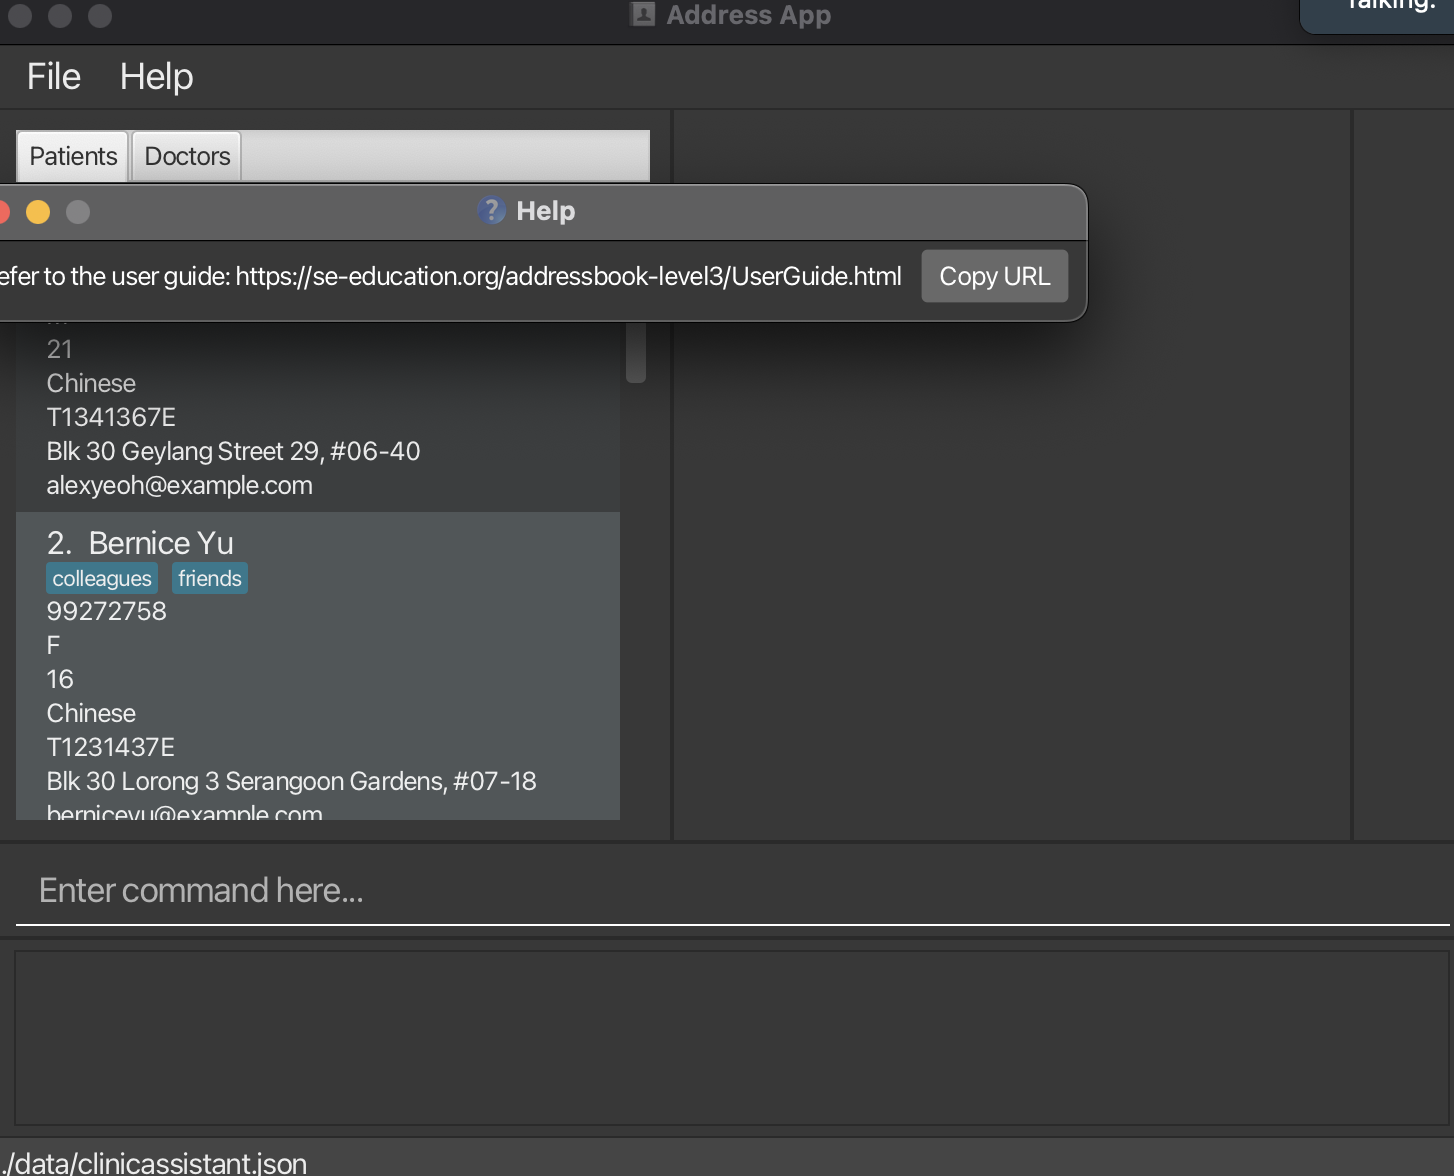 Address App
File Help
Patients Doctors
Help
efer to the user guide: https://se-education.org/addressbook-level3/UserGuide.html Copy URL
21
Chinese
T1341367E
Blk 30 Geylang Street 29, #06-40
alexyeoh@example.com
2. Bernice Yu
colleagues friends
99272758
F
16
Chinese
T1231437E
Blk 30 Lorong 3 Serangoon Gardens, #07-18
berniceyu@example.com
Enter command here...
./data/clinicassistant.json